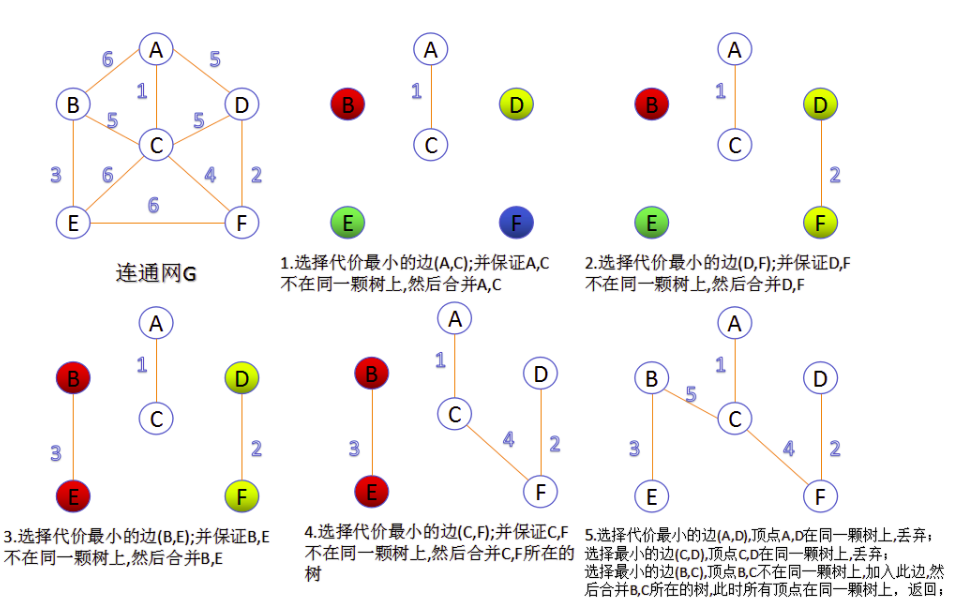 A
6
5
B
1
D
5
5
C
3
6
4
2
6
E
F
连通网G
A
1
B
D
C
E
F
1.选择代价最小的边(A,C);并保证A,C
不在同一颗树上,然后合并A,C
A
1
B
D
C
2
E
F
2.选择代价最小的边(D,F);并保证D,F
不在同一颗树上,然后合并D,F
A
1
B
D
C
3
2
E
F
3.选择代价最小的边(B,E);并保证B,E
不在同一颗树上,然后合并B,E
A
1
B
D
C
3
4
2
E
F
4.选择代价最小的边(C,F);并保证C,F
不在同一颗树上,然后合并C,F所在的
树
A
1
B
D
5
C
3
4
2
E
F
5.选择代价最小的边(A,D),顶点A,D在同一颗树上,丢弃;
选择最小的边(C,D),顶点C,D在同一颗树上,丢弃;
选择最小的边(B,C),顶点B,C不在同一颗树上,加入此边,然
后合并B,C所在的树,此时所有顶点在同一颗树上，返回;